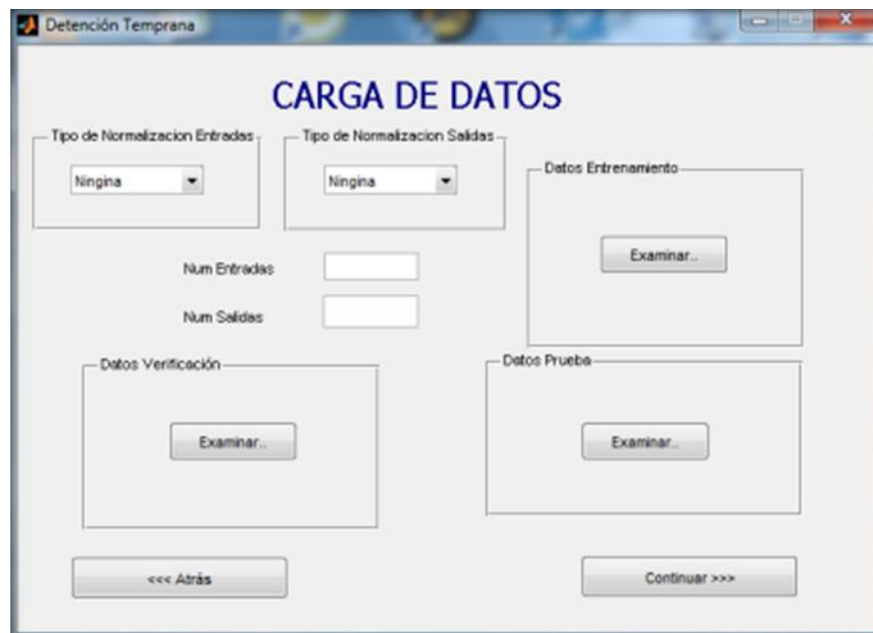 Detención Temprana
CARGA DE DATOS
Tipo de Normalizacion Entradas
Tipo de Normalizacion Salidas
Ningina
Ningina
Datos Entrenamiento
Examinar..
Num Entradas
Num Salidas
Datos Verificación
Datos Prueba
Examinar..
Examinar..
<<< Atrás
Continuar >>>